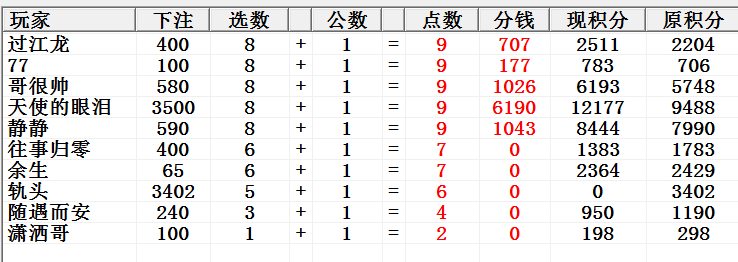 玩家 下注 选数 公数 点数 分钱 现积分 原积分
过江龙 400 8 + 1 = 9 707 2511 2204
77 100 8 + 1 = 9 177 783 706
哥很帅 580 8 + 1 = 9 1026 6193 5748
天使的眼泪 3500 8 + 1 = 9 6190 12177 9488
静静 590 8 + 1 = 9 1043 8444 7990
往事归零 400 6 + 1 = 7 0 1383 1783
余生 65 6 + 1 = 7 0 2364 2429
轨头 3402 5 + 1 = 6 0 0 3402
随遇而安 240 3 + 1 = 4 0 950 1190
潇洒哥 100 1 + 1 = 2 0 198 298